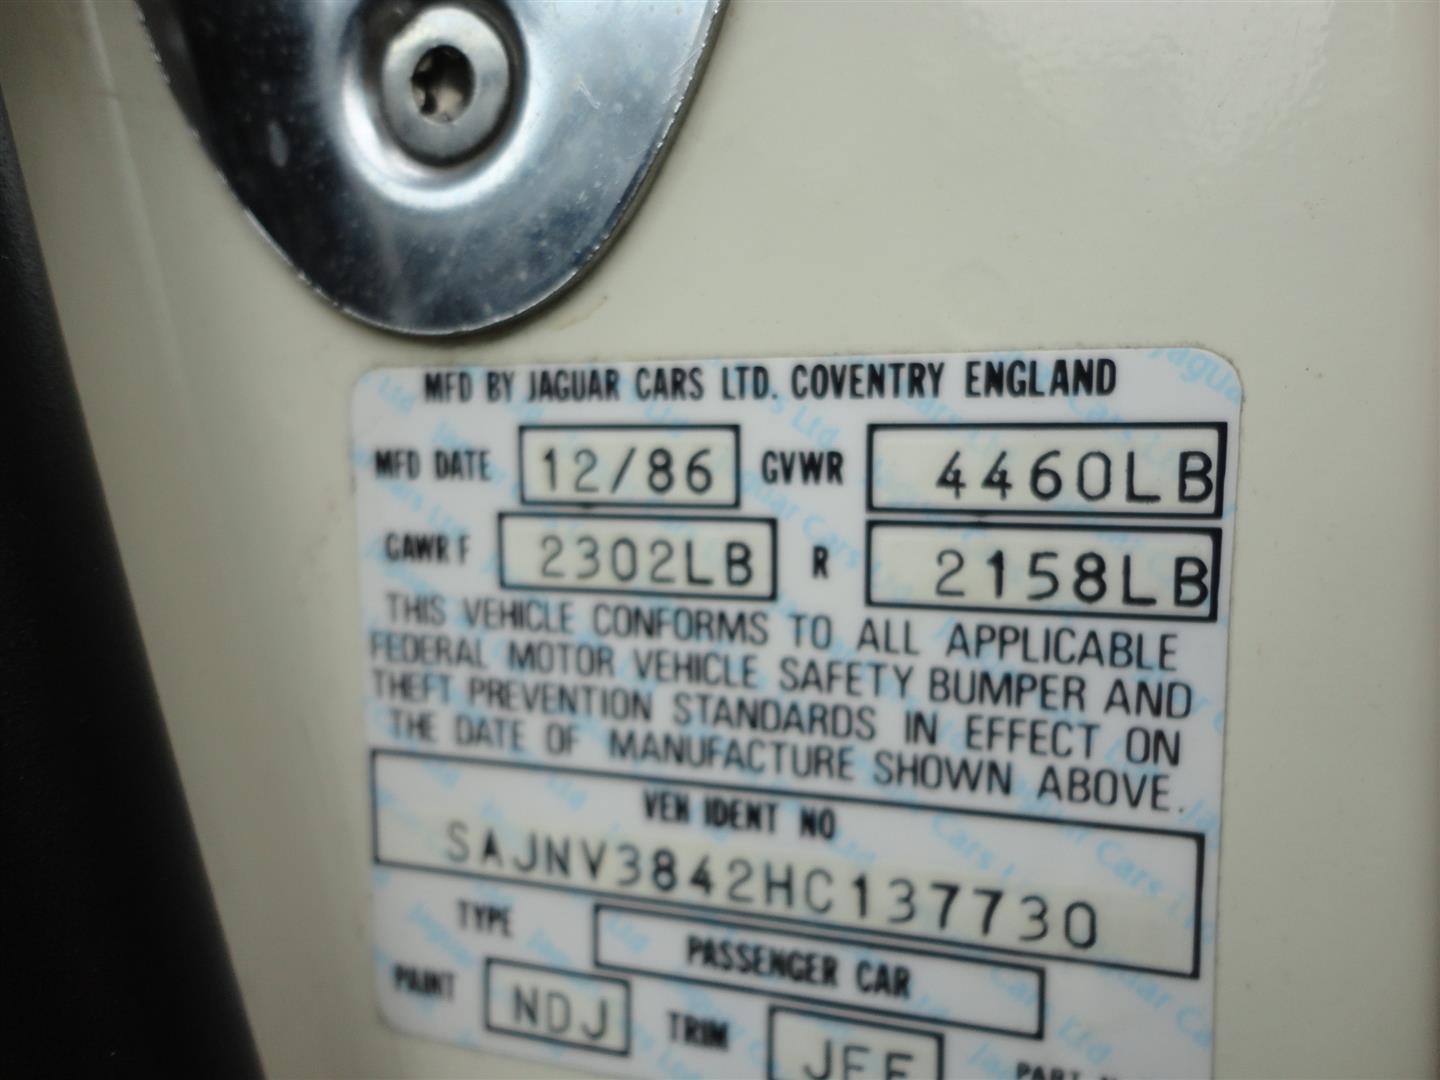 MFD BY JAGUAR CARS LTD. COVENTRY ENGLAND
MFD DATE 12/86 GVWR 4460LB
GAWR F 2302LB R 2158LB
THIS VEHICLE CONFORMS TO ALL APPLICABLE
FEDERAL MOTOR VEHICLE SAFETY BUMPER AND
THEFT PREVENTION STANDARDS IN EFFECT ON
THE DATE OF MANUFACTURE SHOWN ABOVE.
VEH IDENT NO
SAJNV3842HC137730
TYPE PASSENGER CAR
PAINT NDJ TRIM
PART